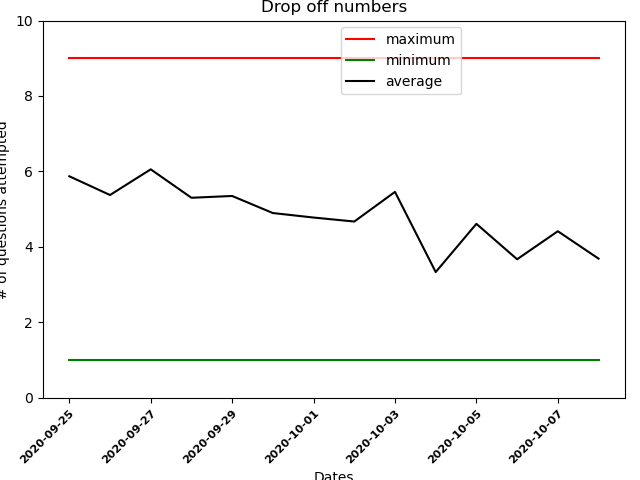 Drop off numbers
maximum
minimum
average
# of questions attempted
10
8
6
4
2
0
2020-09-25
2020-09-27
2020-09-29
2020-10-01
2020-10-03
2020-10-05
2020-10-07
Dates